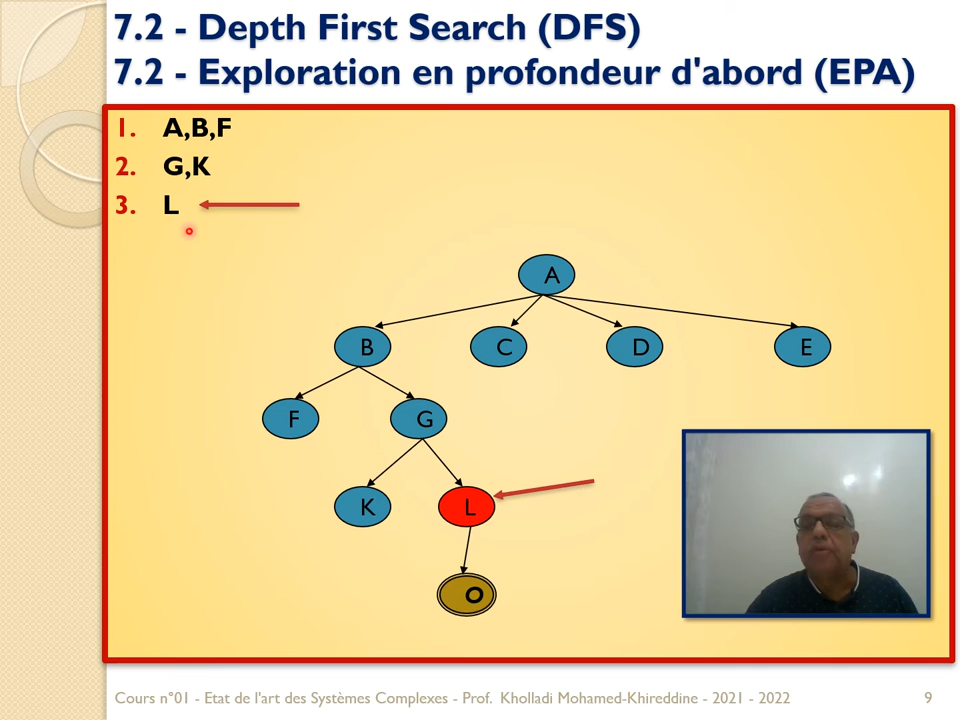 7.2 - Depth First Search (DFS)
7.2 - Exploration en profondeur d'abord (EPA)
1. A,B,F
2. G,K
3. L
A
B C D E
F G
K L
O
Cours n°01 - Etat de l'art des Systèmes Complexes - Prof. Kholladi Mohamed-Khireddine - 2021 - 2022 9